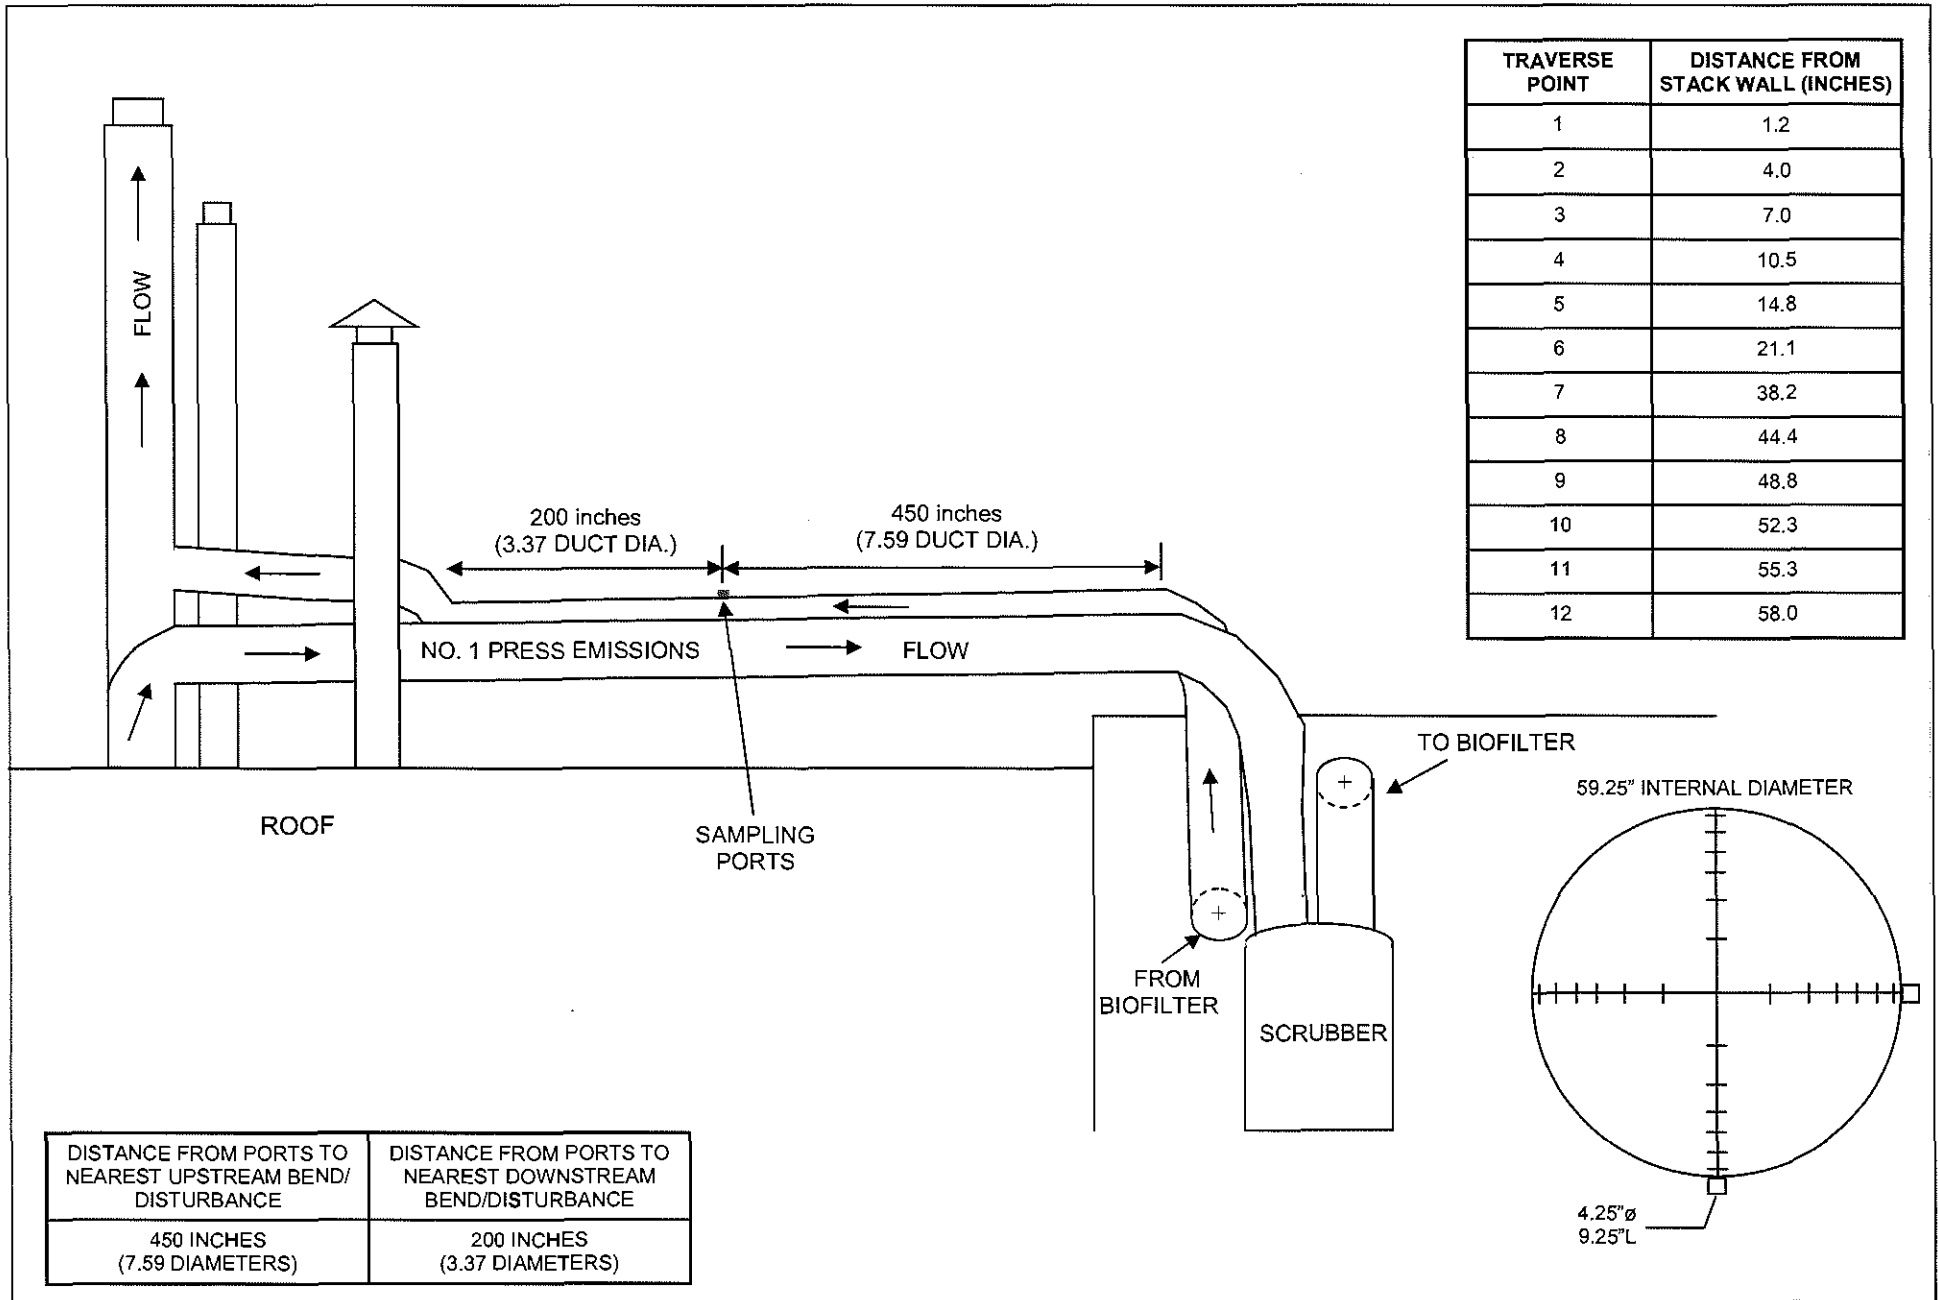 TRAVERSE
POINT
DISTANCE FROM
STACK WALL (INCHES)
1 1.2
2 4.0
3 7.0
4 10.5
5 14.8
6 21.1
7 38.2
8 44.4
9 48.8
10 52.3
11 55.3
12 58.0
FLOW
200 inches
(3.37 DUCT DIA.)
450 inches
(7.59 DUCT DIA.)
NO. 1 PRESS EMISSIONS
FLOW
TO BIOFILTER
59.25" INTERNAL DIAMETER
ROOF
SAMPLING
PORTS
FROM
BIOFILTER
SCRUBBER
4.25"ø
9.25"L
DISTANCE FROM PORTS TO
NEAREST UPSTREAM BEND/
DISTURBANCE
DISTANCE FROM PORTS TO
NEAREST DOWNSTREAM
BEND/DISTURBANCE
450 INCHES
(7.59 DIAMETERS)
200 INCHES
(3.37 DIAMETERS)